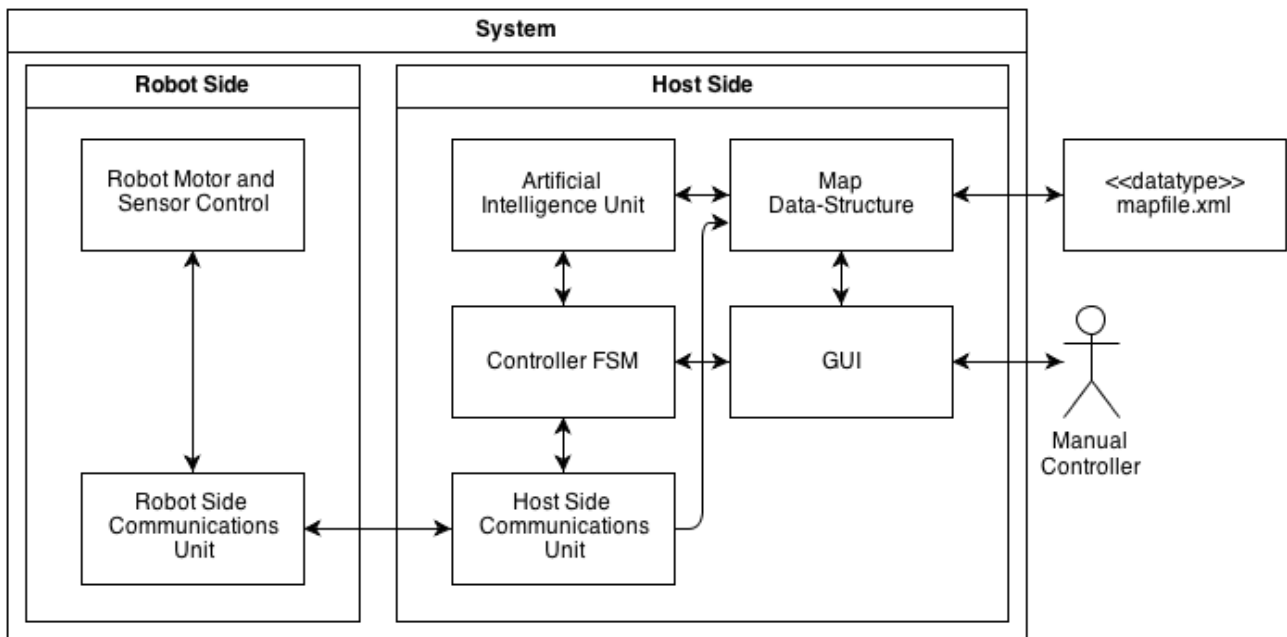 System
Robot Side
Host Side
Robot Motor and
Sensor Control
Artificial
Intelligence Unit
Map
Data-Structure
<<datatype>>
mapfile.xml
Controller FSM
GUI
Manual
Controller
Robot Side
Communications
Unit
Host Side
Communications
Unit